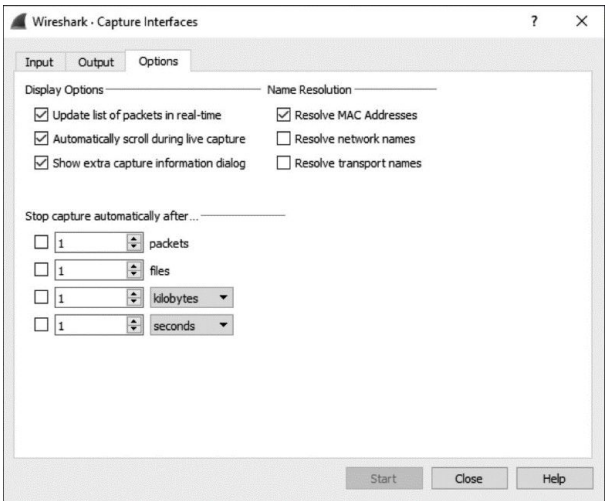 Wireshark · Capture Interfaces ? ×
Input Output Options
Display Options Name Resolution
Update list of packets in real-time Resolve MAC Addresses
Automatically scroll during live capture Resolve network names
Show extra capture information dialog Resolve transport names
Stop capture automatically after...
1 packets
1 files
1 kilobytes
1 seconds
Start Close Help